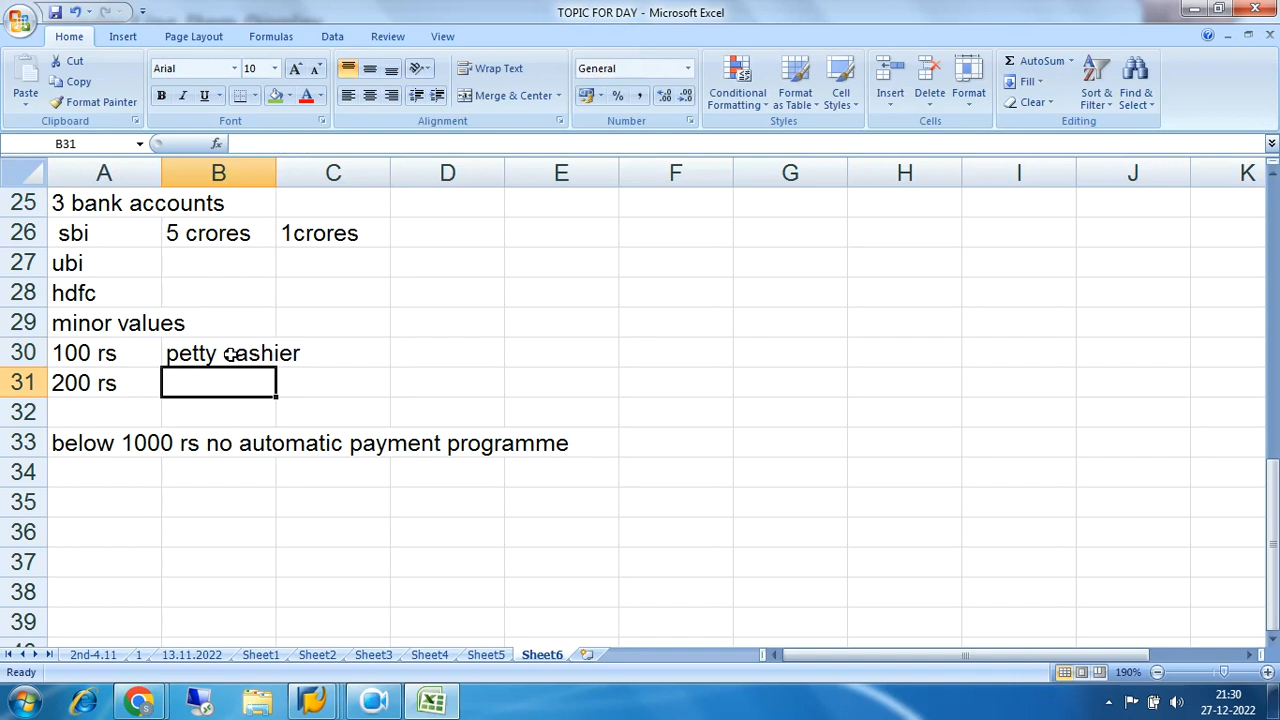 TOPIC FOR DAY - Microsoft Excel
Home Insert Page Layout Formulas Data Review View
Paste
Cut
Copy
Format Painter
Clipboard
Arial 10
B I U
Font
Wrap Text
Merge & Center
Alignment
General
% ,
Number
Conditional Formatting
Format as Table
Cell Styles
Styles
Insert Delete Format
Cells
AutoSum
Fill
Clear
Sort & Filter
Find & Select
Editing
B31 fx
A B C D E F G H I J K
25 3 bank accounts
26 sbi 5 crores 1crores
27 ubi
28 hdfc
29 minor values
30 100 rs petty cashier
31 200 rs
32
33 below 1000 rs no automatic payment programme
34
35
36
37
38
39
2nd-4.11 1 13.11.2022 Sheet1 Sheet2 Sheet3 Sheet4 Sheet5 Sheet6
Ready 190%
21:30
27-12-2022